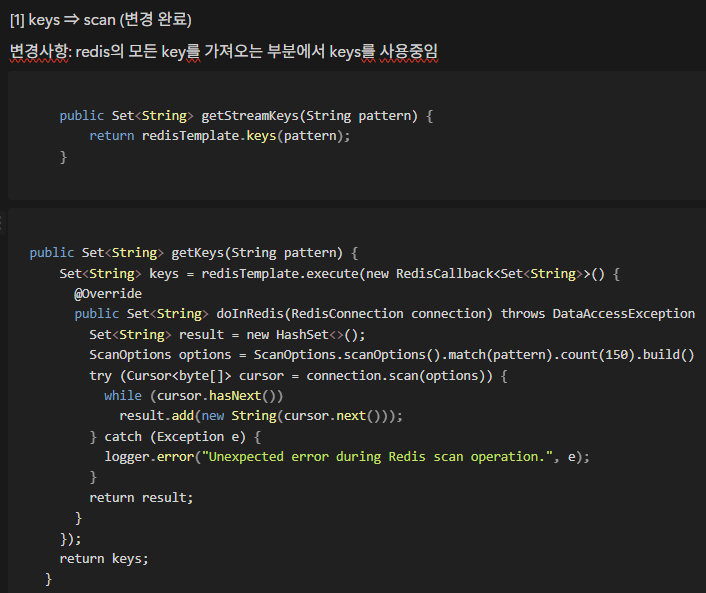 [1] keys ⇒ scan (변경 완료)
변경사항: redis의 모든 key를 가져오는 부분에서 keys를 사용중임
public Set<String> getStreamKeys(String pattern) {
return redisTemplate.keys(pattern);
}
public Set<String> getKeys(String pattern) {
Set<String> keys = redisTemplate.execute(new RedisCallback<Set<String>>() {
@Override
public Set<String> doInRedis(RedisConnection connection) throws DataAccessException
Set<String> result = new HashSet<>();
ScanOptions options = ScanOptions.scanOptions().match(pattern).count(150).build()
try (Cursor<byte[]> cursor = connection.scan(options)) {
while (cursor.hasNext())
result.add(new String(cursor.next()));
} catch (Exception e) {
logger.error("Unexpected error during Redis scan operation.", e);
}
return result;
}
});
return keys;
}